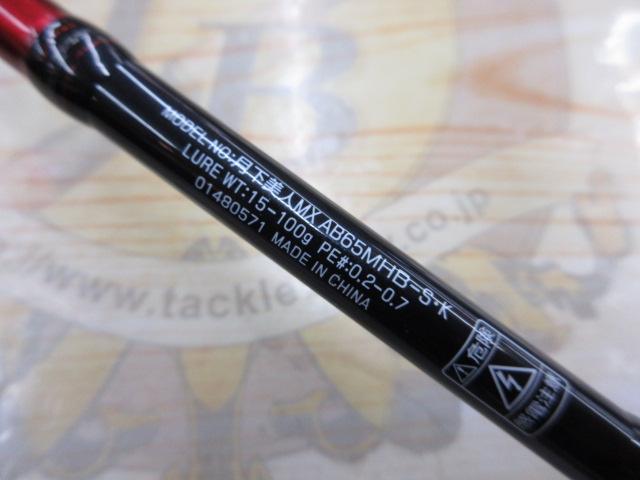 MODEL NO:月下美人MX AB65MHB-S・K
LURE WT:15-100g PE#:0.2-0.7
01480571 MADE IN CHINA
危険
感電注意
www.tackle
co.jp
B